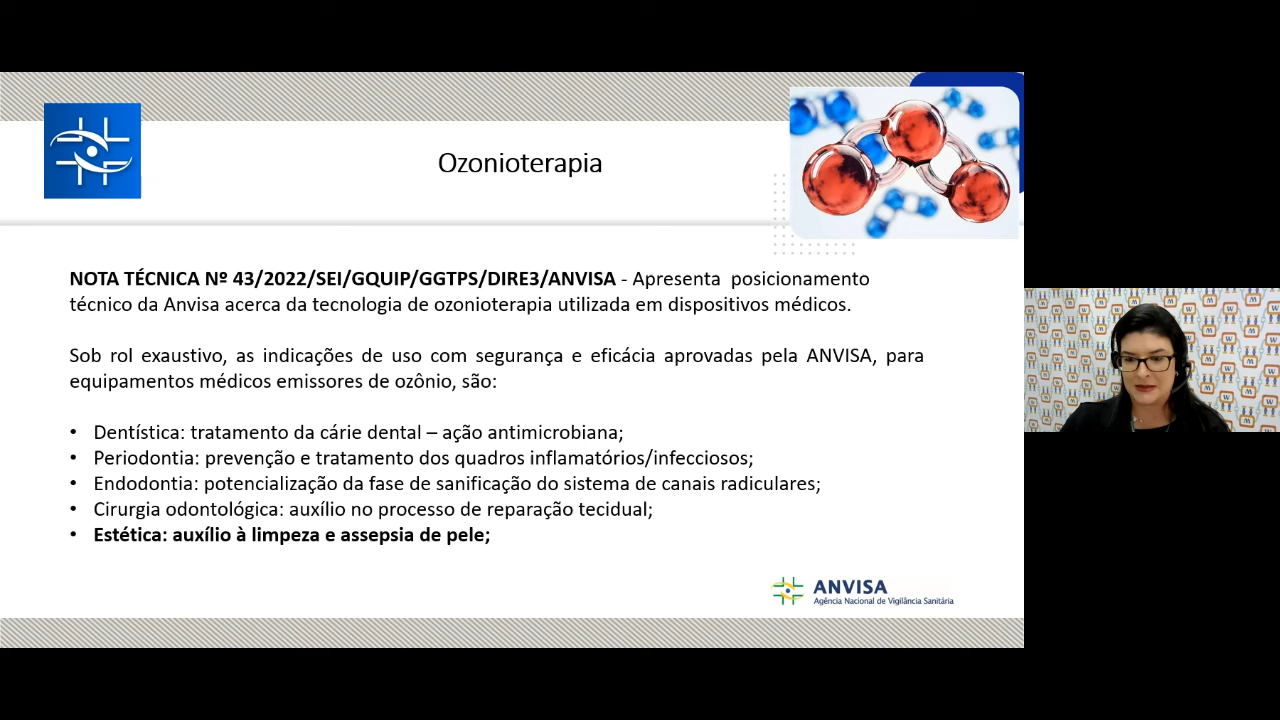 Ozonioterapia
NOTA TÉCNICA Nº 43/2022/SEI/GQUIP/GGTPS/DIRE3/ANVISA - Apresenta posicionamento
técnico da Anvisa acerca da tecnologia de ozonioterapia utilizada em dispositivos médicos.
Sob rol exaustivo, as indicações de uso com segurança e eficácia aprovadas pela ANVISA, para
equipamentos médicos emissores de ozônio, são:
• Dentística: tratamento da cárie dental – ação antimicrobiana;
• Periodontia: prevenção e tratamento dos quadros inflamatórios/infecciosos;
• Endodontia: potencialização da fase de sanificação do sistema de canais radiculares;
• Cirurgia odontológica: auxílio no processo de reparação tecidual;
• Estética: auxílio à limpeza e assepsia de pele;
ANVISA
Agência Nacional de Vigilância Sanitária